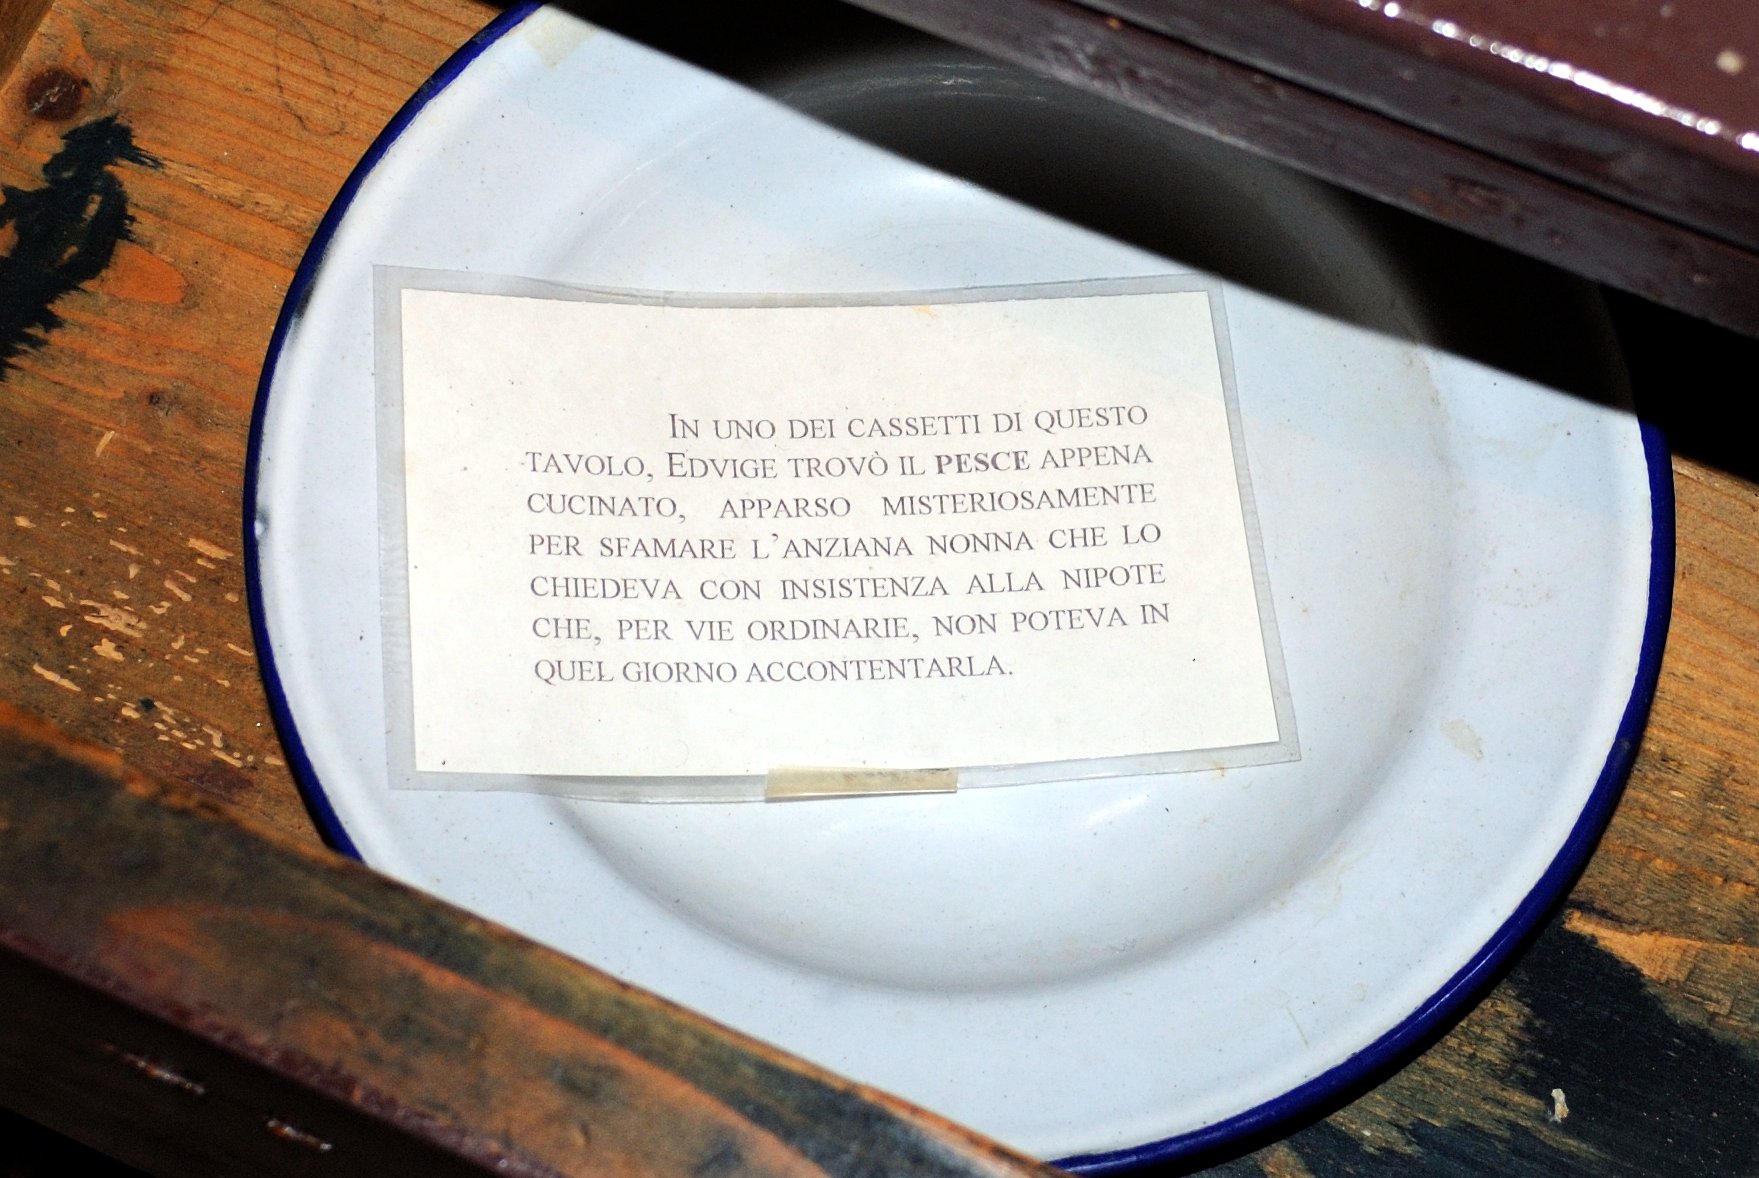 IN UNO DEI CASSETTI DI QUESTO
TAVOLO, EDVIGE TROVÒ IL PESCE APPENA
CUCINATO, APPARSO MISTERIOSAMENTE
PER SFAMARE L'ANZIANA NONNA CHE LO
CHIEDEVA CON INSISTENZA ALLA NIPOTE
CHE, PER VIE ORDINARIE, NON POTEVA IN
QUEL GIORNO ACCONTENTARLA.